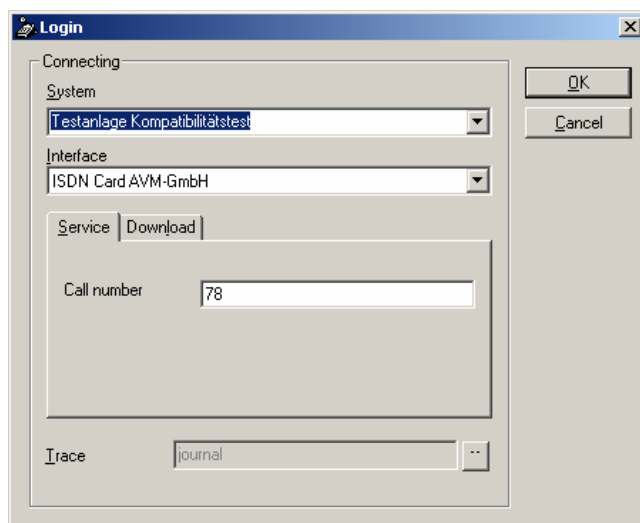 Login
Connecting
OK
System
Testanlage Kompatibilitätstest
Cancel
Interface
ISDN Card AVM-GmbH
Service Download
Call number 78
Trace journal ..